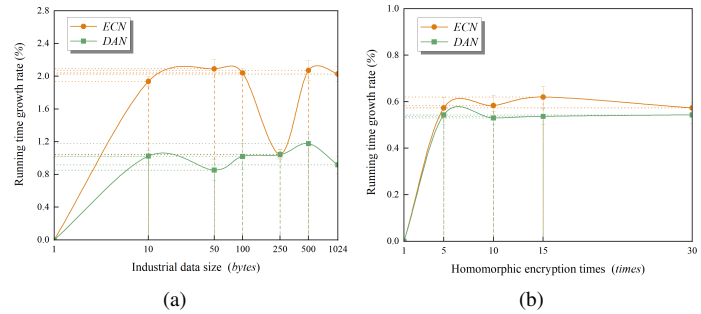 2.8
2.4
2.0
1.6
1.2
0.8
0.4
0.0
Running time growth rate (%)
ECN
DAN
1 10 50 100 250 500 1024
Industrial data size (bytes)
(a)
1.0
0.8
0.6
0.4
0.2
0.0
Running time growth rate (%)
ECN
DAN
1 5 10 15 30
Homomorphic encryption times (times)
(b)